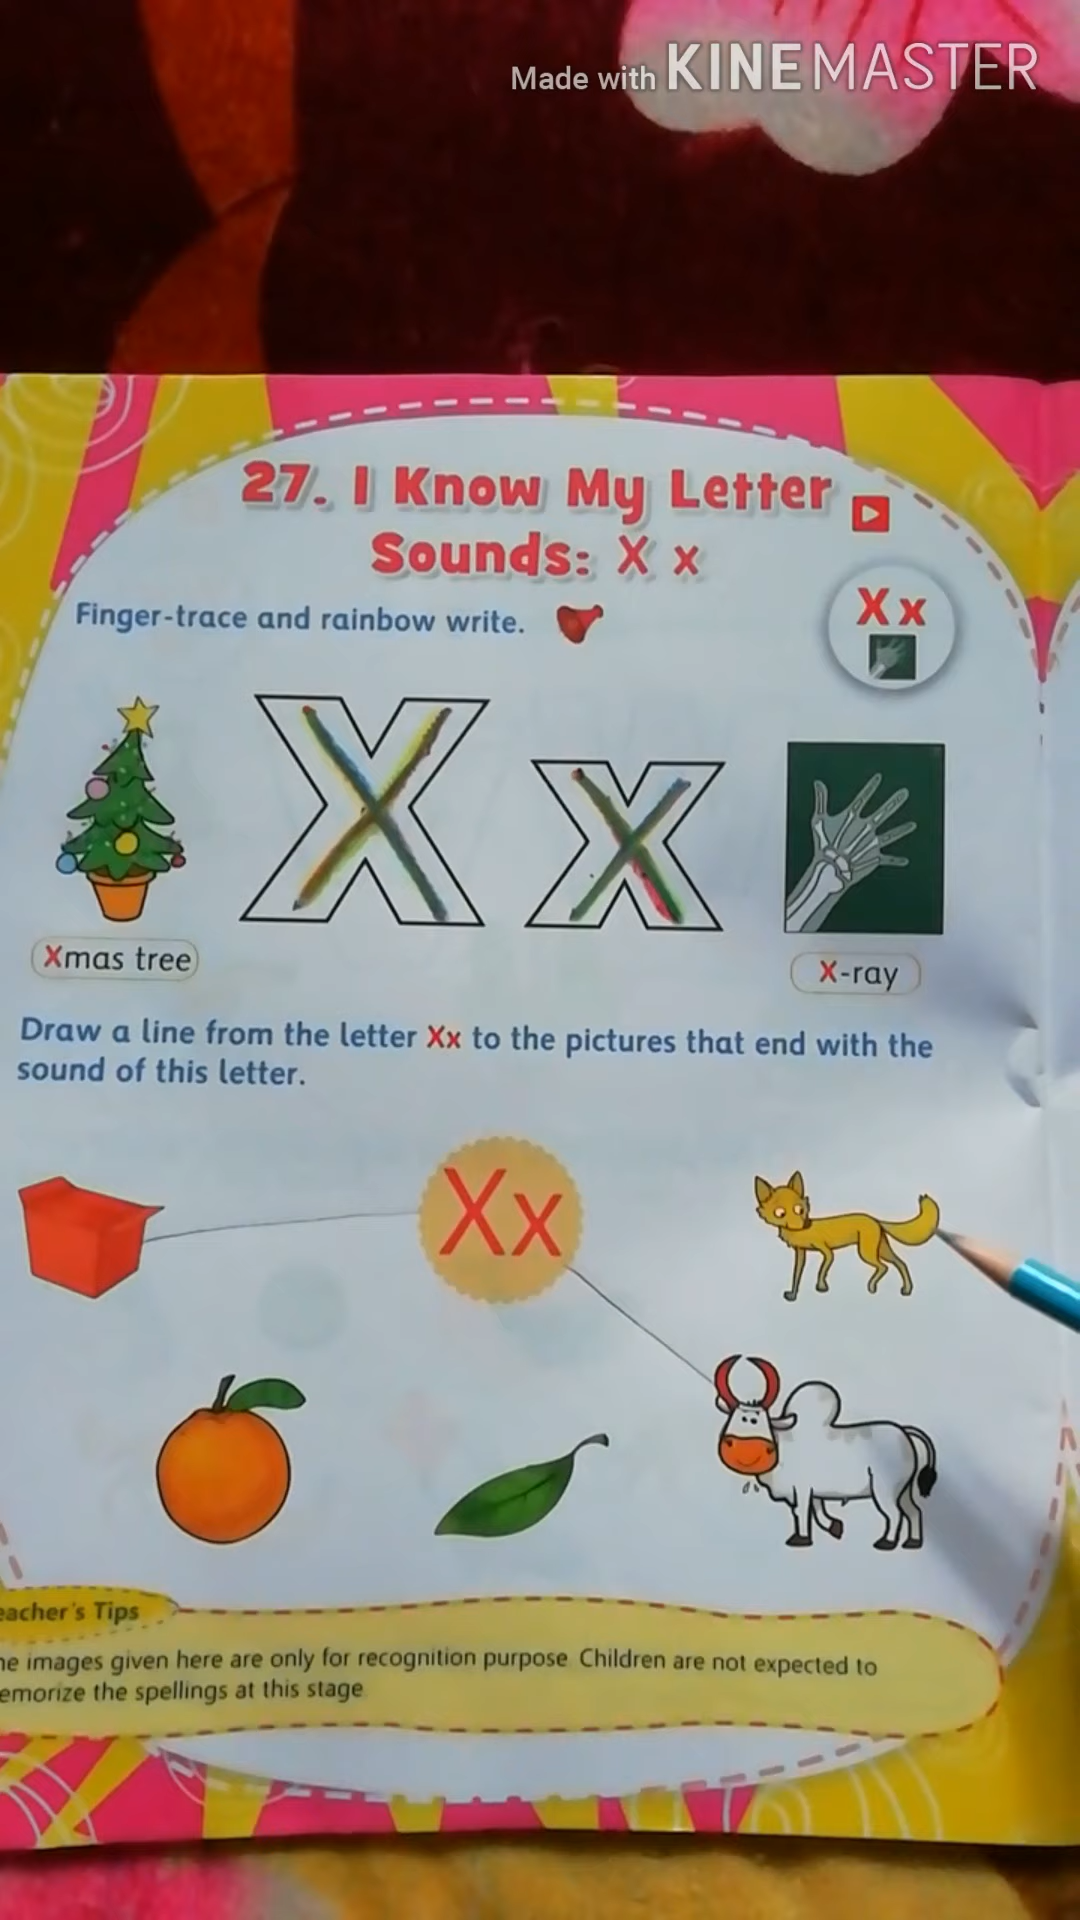 Made with KINEMASTER
27. I Know My Letter
Sounds: X x
Finger-trace and rainbow write.
X x
X x
Xmas tree
X-ray
Draw a line from the letter Xx to the pictures that end with the
sound of this letter.
Xx
eacher's Tips
he images given here are only for recognition purpose. Children are not expected to
emorize the spellings at this stage